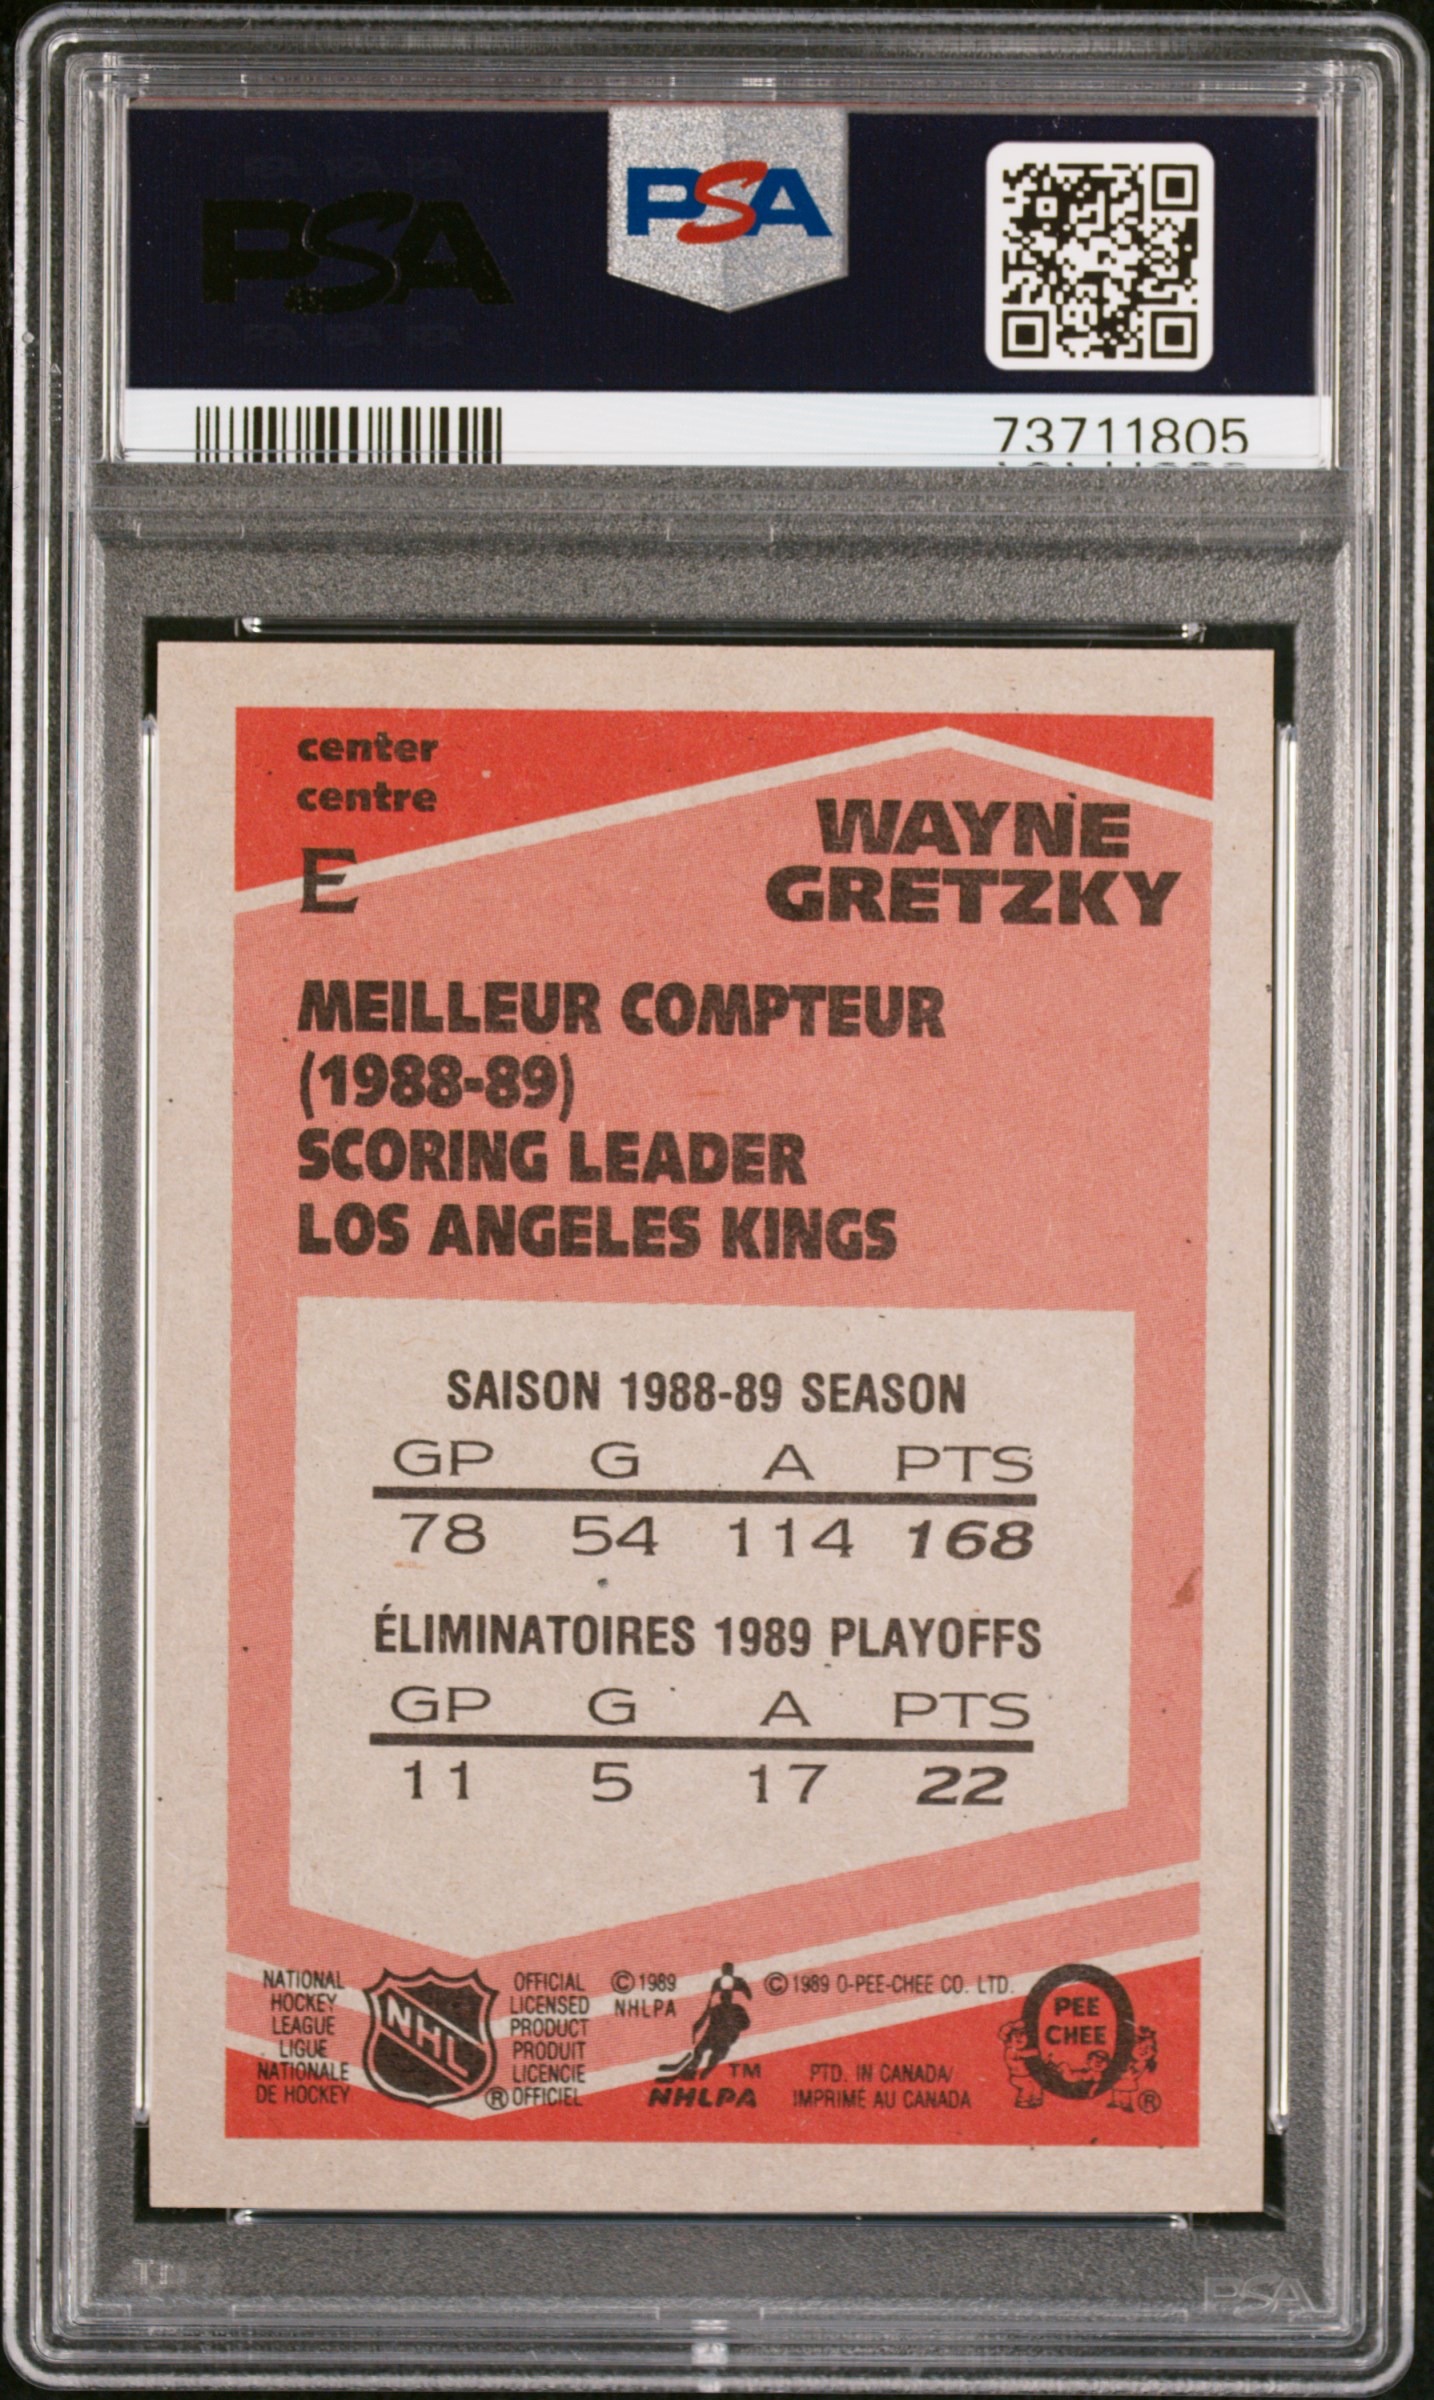 PSA
PSA
73711805
center
centre
E
WAYNE
GRETZKY
MEILLEUR COMPTEUR
(1988-89)
SCORING LEADER
LOS ANGELES KINGS
SAISON 1988-89 SEASON
GP G A PTS
78 54 114 168
ÉLIMINATOIRES 1989 PLAYOFFS
GP G A PTS
11 5 17 22
NATIONAL
HOCKEY
LEAGUE
LIGUE
NATIONALE
DE HOCKEY
NHL
®
OFFICIAL
LICENSED
PRODUCT
PRODUIT
LICENCIE
OFFICIEL
©1989
NHLPA
TM
NHLPA
©1989 O-PEE-CHEE CO. LTD.
PTD. IN CANADA/
IMPRIMÉ AU CANADA
PEE
CHEE
®
PSA